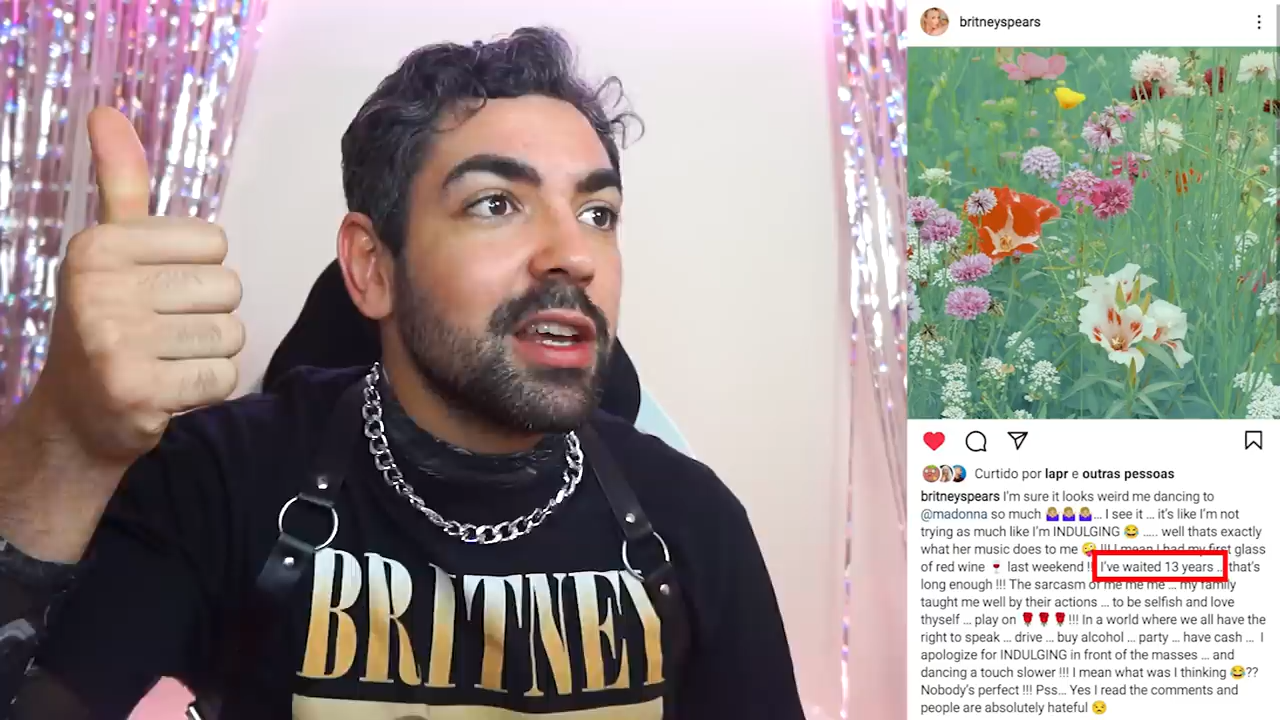 britneyspears
BRITNEY
Curtido por lapr e outras pessoas
britneyspears I'm sure it looks weird me dancing to
@madonna so much 🤷🏼‍♀️🤷🏼‍♀️🤷🏼‍♀️… I see it … it's like I'm not
trying as much like I'm INDULGING 😂 ….. well thats exactly
what her music does to me 🤪 !!! I mean I had my first glass
of red wine 🍷 last weekend !! I've waited 13 years .. that's
long enough !!! The sarcasm of me me me … my family
taught me well by their actions … to be selfish and love
thyself … play on 🌹🌹🌹!!! In a world where we all have the
right to speak … drive … buy alcohol … party … have cash … I
apologize for INDULGING in front of the masses … and
dancing a touch slower !!! I mean what was I thinking 😂??
Nobody's perfect !!! Pss… Yes I read the comments and
people are absolutely hateful 😒